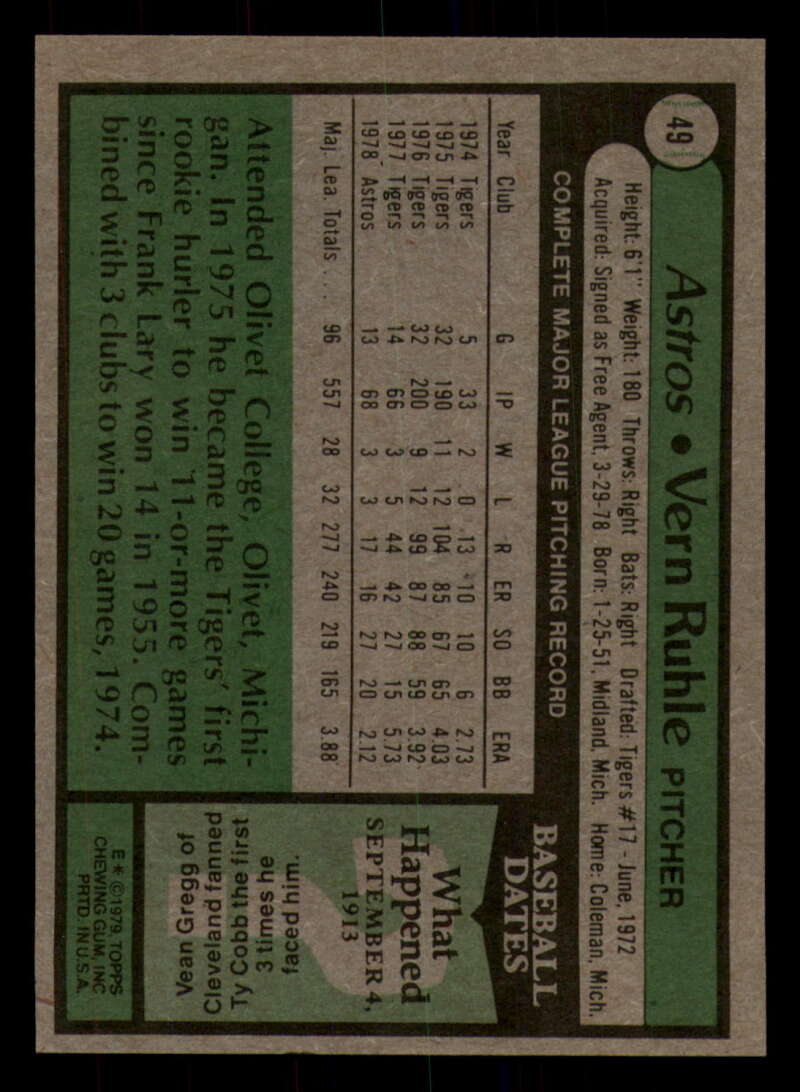 49
Astros • Vern Ruhle PITCHER
Height: 6'1" Weight: 180 Throws: Right Bats: Right Drafted: Tigers #17 - June, 1972
Acquired: Signed as Free Agent, 3-29-78 Born: 1-25-51, Midland, Mich. Home: Coleman, Mich.
COMPLETE MAJOR LEAGUE PITCHING RECORD
Year Club G IP W L R ER SO BB ERA
1974 Tigers 5 33 2 0 13 10 10 6 2.73
1975 Tigers 32 190 11 12 104 85 67 65 4.03
1976 Tigers 32 200 9 12 99 87 88 59 3.92
1977 Tigers 14 66 3 5 44 42 27 15 5.73
1978 Astros 13 68 3 3 17 16 27 20 2.12
Maj. Lea. Totals . . 96 557 28 32 277 240 219 165 3.88
Attended Olivet College, Olivet, Michi-
gan. In 1975 he became the Tigers' first
rookie hurler to win 11-or-more games
since Frank Lary won 14 in 1955. Com-
bined with 3 clubs to win 20 games, 1974.
BASEBALL
DATES
What
Happened
SEPTEMBER 4,
1913
Vean Gregg of
Cleveland fanned
Ty Cobb the first
3 times he
faced him.
E * © 1979, TOPPS
CHEWING GUM, INC
PRTD. IN U.S.A.